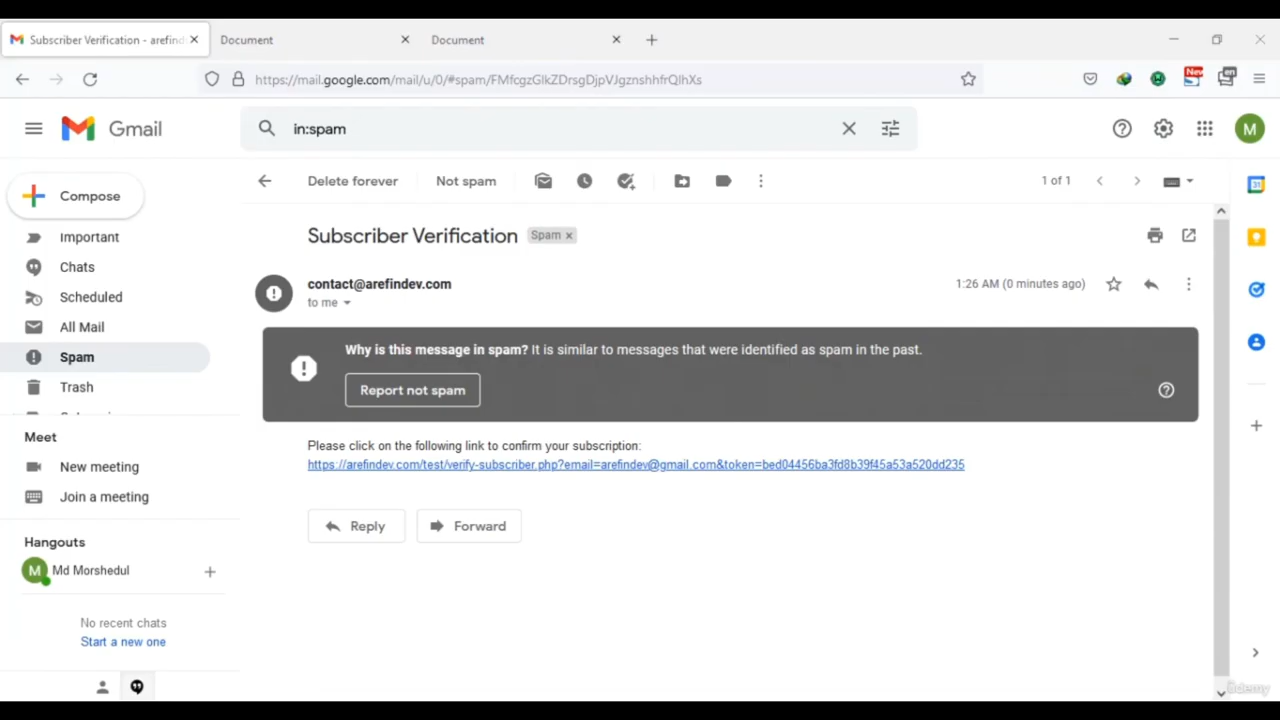 Subscriber Verification - arefind
Document
Document
https://mail.google.com/mail/u/0/#spam/FMfcgzGlkZDrsgDjpVJgznshhfrQlhXs
New
en
Gmail
in:spam
M
Compose
Delete forever
Not spam
1 of 1
31
Important
Chats
Scheduled
All Mail
Spam
Trash
Subscriber Verification
Spam ×
contact@arefindev.com
1:26 AM (0 minutes ago)
to me
Why is this message in spam? It is similar to messages that were identified as spam in the past.
Report not spam
Please click on the following link to confirm your subscription:
https://arefindev.com/test/verify-subscriber.php?email=arefindev@gmail.com&token=bed04456ba3fd8b39f45a53a520dd235
Reply
Forward
Meet
New meeting
Join a meeting
Hangouts
M
Md Morshedul
No recent chats
Start a new one
ûdemy